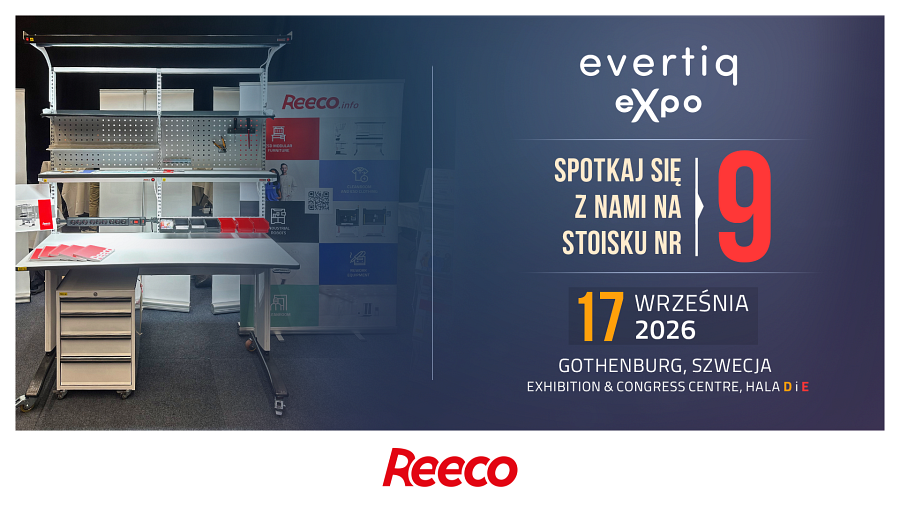 evertiq
eXpo
SPOTKAJ SIĘ
Z NAMI NA
STOISKU NR
9
17 WRZEŚNIA
2026
GOTHENBURG, SZWECJA
EXHIBITION & CONGRESS CENTRE, HALA D i E
Reeco.info
Reeco